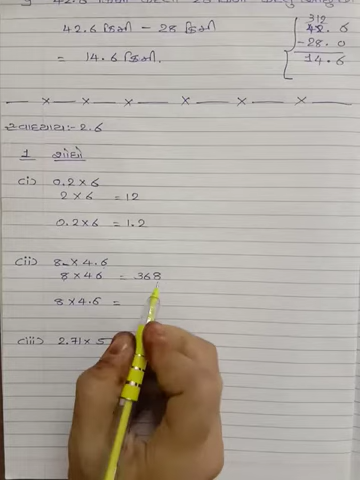 42.6 કિમી - 28 કિમી
= 14.6 કિમી.
312
42.6
-28.0
14.6
સ્વાધ્યાય:- 2.6
1 શોધો
(i) 0.2 × 6
2 × 6 = 12
0.2 × 6 = 1.2
(ii) 8 × 4.6
8 × 46 = 368
8 × 4.6 =
(iii) 2.71 × 5